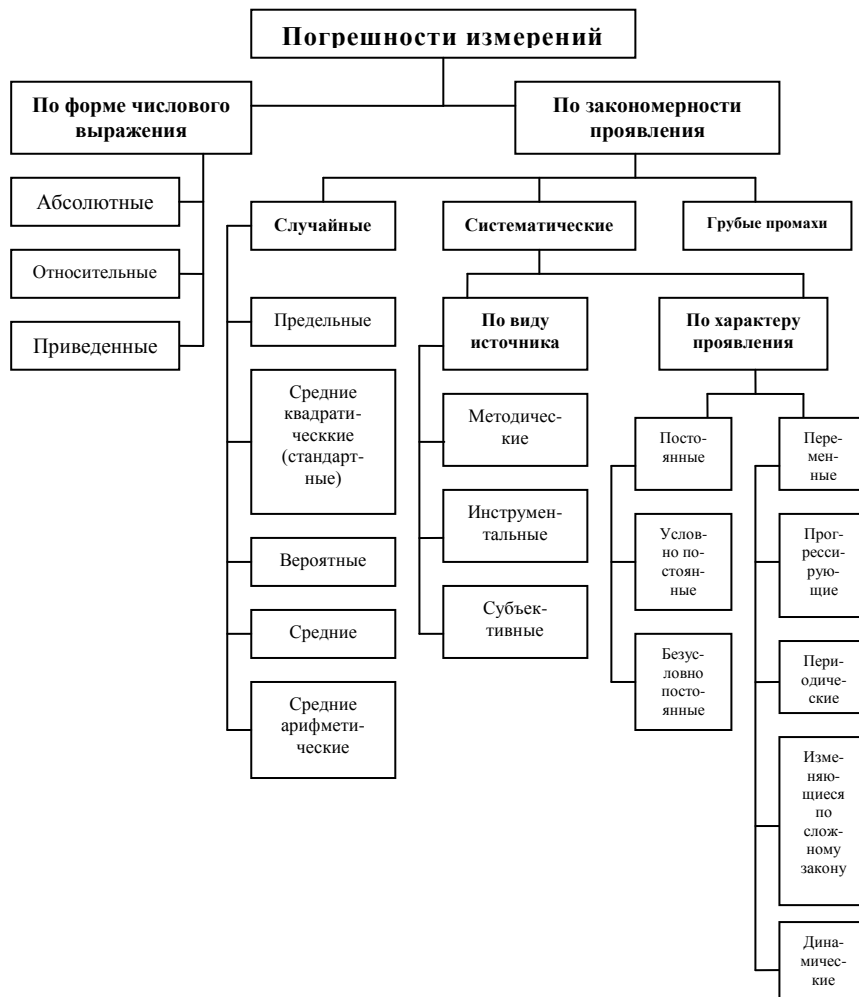 Погрешности измерений
По форме числового
выражения
По закономерности
проявления
Абсолютные
Относительные
Приведенные
Случайные
Систематические
Грубые промахи
Предельные
Средние
квадрати-
ческкие
(стандарт-
ные)
Вероятные
Средние
Средние
арифмети-
ческие
По виду
источника
Методичес-
кие
Инструмен-
тальные
Субъек-
тивные
По характеру
проявления
Посто-
янные
Услов-
но по-
стоян-
ные
Безус-
ловно
посто-
янные
Пере-
мен-
ные
Прог-
ресси-
рую-
щие
Пери-
одиче-
ские
Изме-
няю-
щиеся
по
слож-
ному
закону
Дина-
мичес-
кие